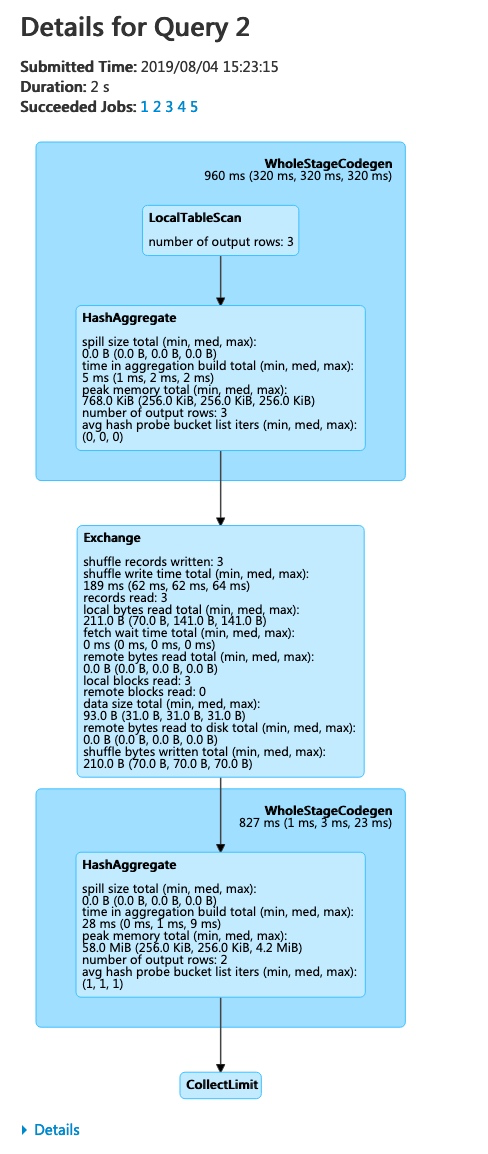 Details for Query 2
Submitted Time: 2019/08/04 15:23:15
Duration: 2 s
Succeeded Jobs: 1 2 3 4 5
WholeStageCodegen
960 ms (320 ms, 320 ms, 320 ms)
LocalTableScan
number of output rows: 3
HashAggregate
spill size total (min, med, max):
0.0 B (0.0 B, 0.0 B, 0.0 B)
time in aggregation build total (min, med, max):
5 ms (1 ms, 2 ms, 2 ms)
peak memory total (min, med, max):
768.0 KiB (256.0 KiB, 256.0 KiB, 256.0 KiB)
number of output rows: 3
avg hash probe bucket list iters (min, med, max):
(0, 0, 0)
Exchange
shuffle records written: 3
shuffle write time total (min, med, max):
189 ms (62 ms, 62 ms, 64 ms)
records read: 3
local bytes read total (min, med, max):
211.0 B (70.0 B, 141.0 B, 141.0 B)
fetch wait time total (min, med, max):
0 ms (0 ms, 0 ms, 0 ms)
remote bytes read total (min, med, max):
0.0 B (0.0 B, 0.0 B, 0.0 B)
local blocks read: 3
remote blocks read: 0
data size total (min, med, max):
93.0 B (31.0 B, 31.0 B, 31.0 B)
remote bytes read to disk total (min, med, max):
0.0 B (0.0 B, 0.0 B, 0.0 B)
shuffle bytes written total (min, med, max):
210.0 B (70.0 B, 70.0 B, 70.0 B)
WholeStageCodegen
827 ms (1 ms, 3 ms, 23 ms)
HashAggregate
spill size total (min, med, max):
0.0 B (0.0 B, 0.0 B, 0.0 B)
time in aggregation build total (min, med, max):
28 ms (0 ms, 1 ms, 9 ms)
peak memory total (min, med, max):
58.0 MiB (256.0 KiB, 256.0 KiB, 4.2 MiB)
number of output rows: 2
avg hash probe bucket list iters (min, med, max):
(1, 1, 1)
CollectLimit
Details